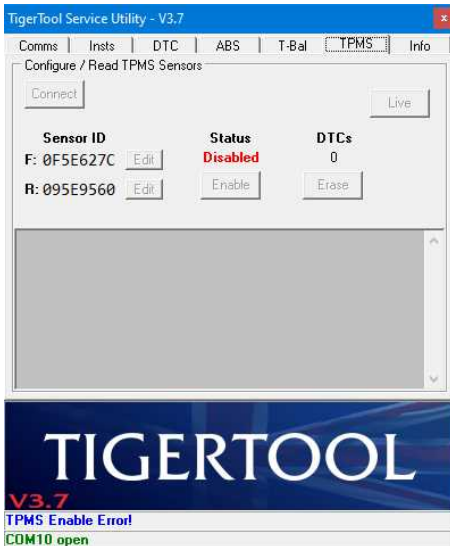 TigerTool Service Utility - V3.7
x
Comms Insts DTC ABS T-Bal TPMS Info
Configure / Read TPMS Sensors
Connect
Live
Sensor ID Status DTCs
F: 0F5E627C Edit Disabled 0
R: 095E9560 Edit Enable Erase
TIGERTOOL
V3.7
TPMS Enable Error!
COM10 open